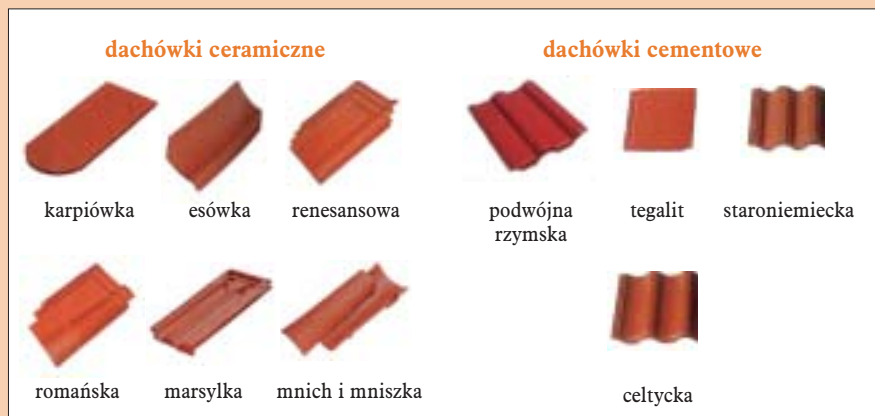 dachówki ceramiczne
karpiówka
esówka
renesansowa
romańska
marsylka
mnich i mniszka
dachówki cementowe
podwójna
rzymska
tegalit
staroniemiecka
celtycka